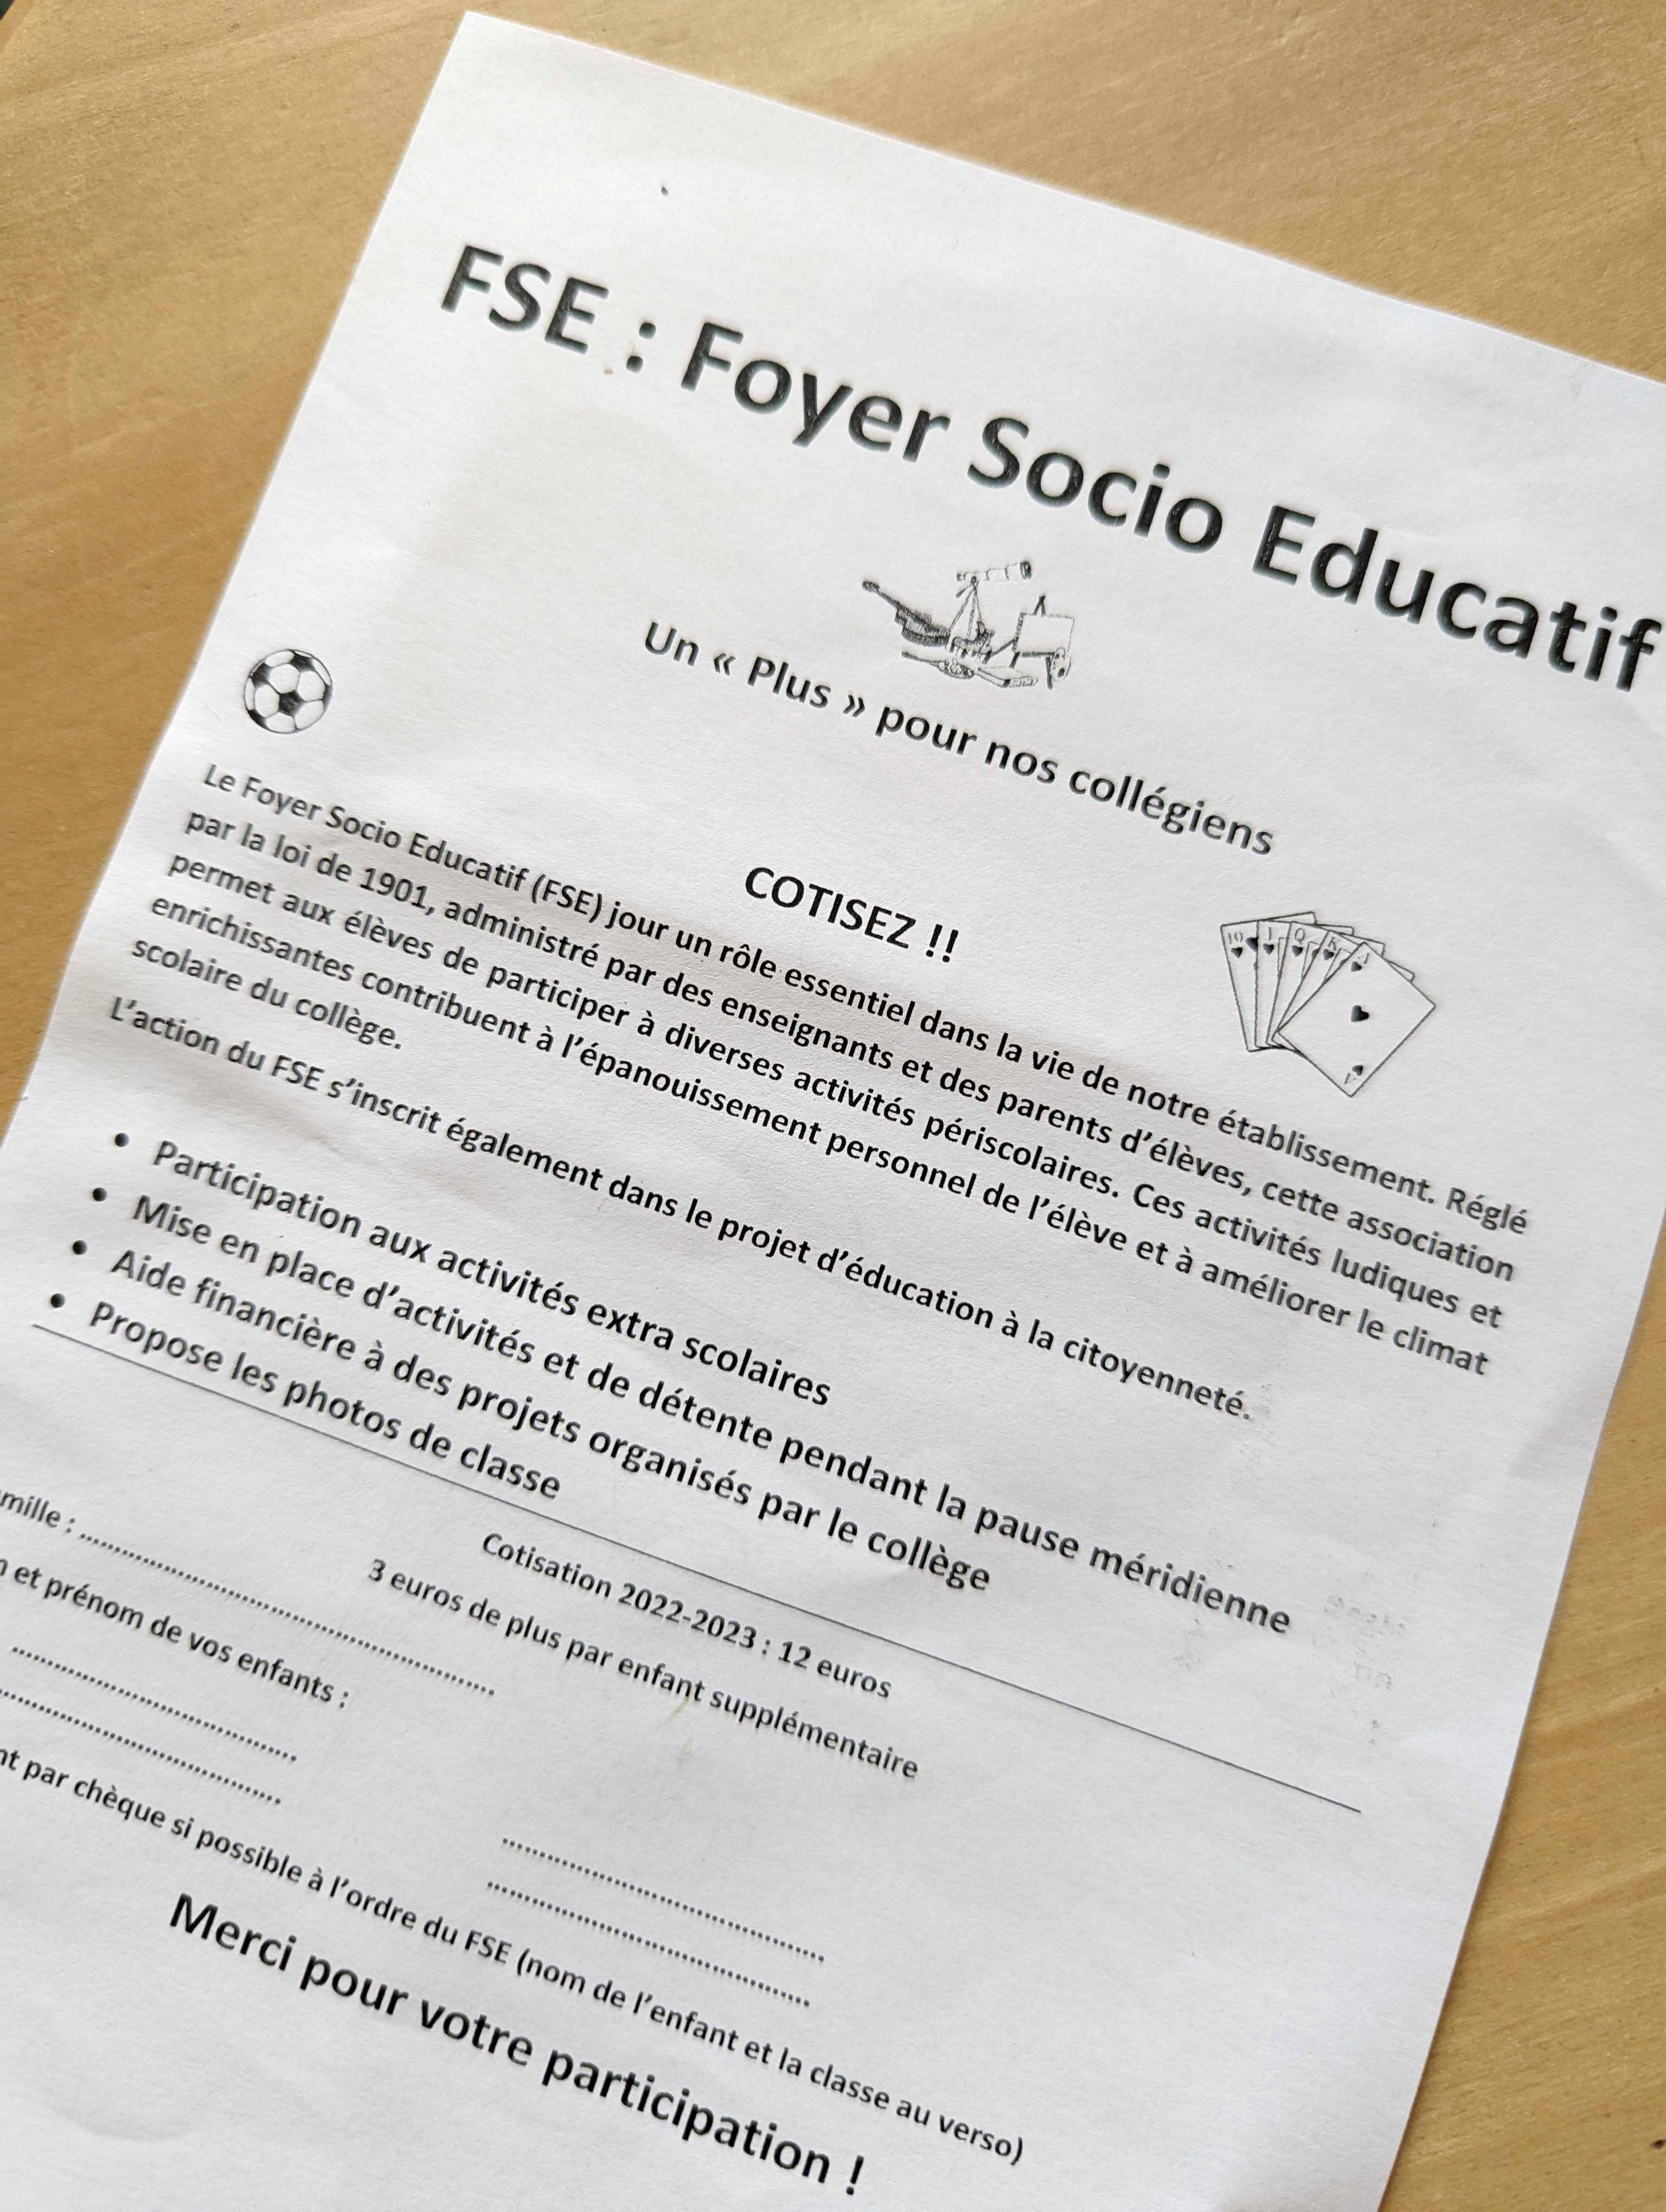 FSE : Foyer Socio Educatif
Un « Plus » pour nos collégiens
COTISEZ !!
Le Foyer Socio Educatif (FSE) jour un rôle essentiel dans la vie de notre établissement. Réglé
par la loi de 1901, administré par des enseignants et des parents d’élèves, cette association
permet aux élèves de participer à diverses activités périscolaires. Ces activités ludiques et
enrichissantes contribuent à l’épanouissement personnel de l’élève et à améliorer le climat
scolaire du collège.
L’action du FSE s’inscrit également dans le projet d’éducation à la citoyenneté.
• Participation aux activités extra scolaires
• Mise en place d’activités et de détente pendant la pause méridienne
• Aide financière à des projets organisés par le collège
• Propose les photos de classe
Cotisation 2022-2023 : 12 euros
3 euros de plus par enfant supplémentaire
mille : ................................................
et prénom de vos enfants :
nt par chèque si possible à l’ordre du FSE (nom de l’enfant et la classe au verso)
Merci pour votre participation !